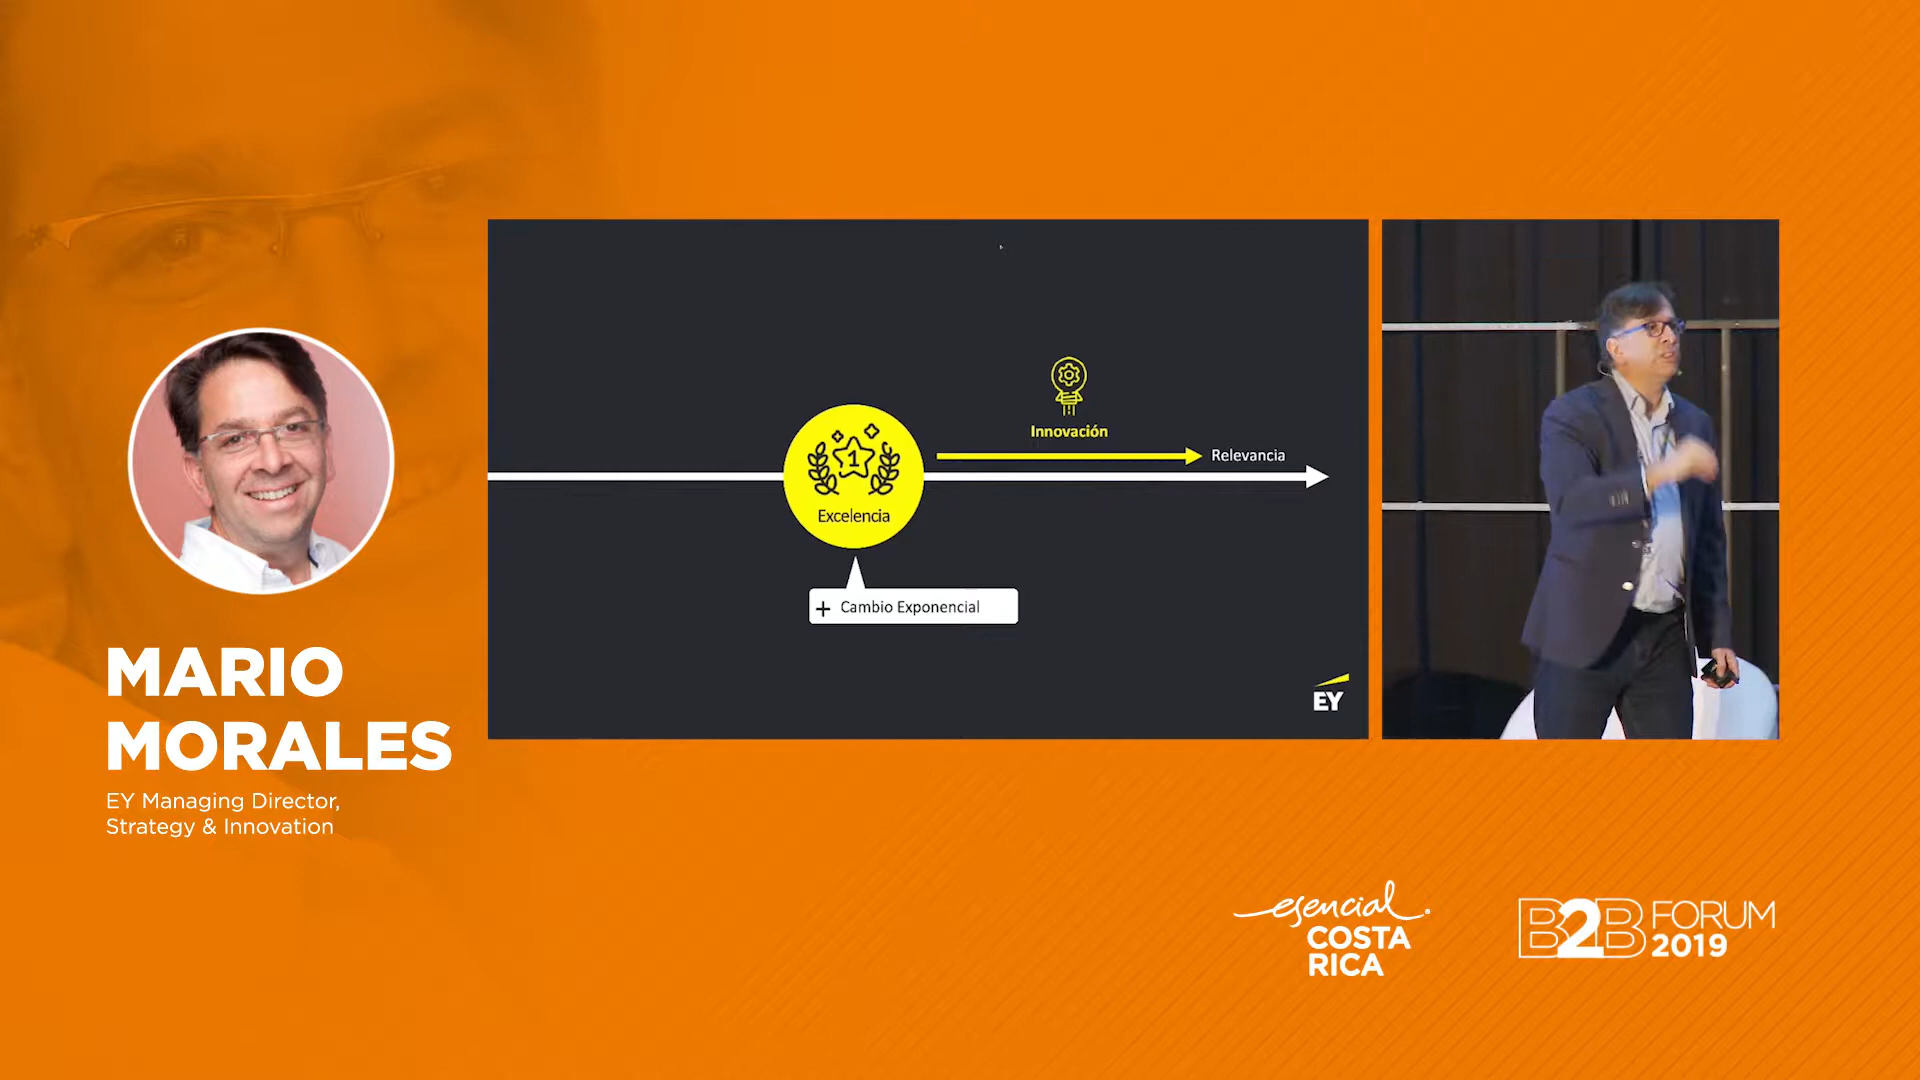 MARIO
MORALES
EY Managing Director,
Strategy & Innovation
1
Excelencia
Innovación
Relevancia
+ Cambio Exponencial
EY
esencial
COSTA
RICA
B2B FORUM
2019